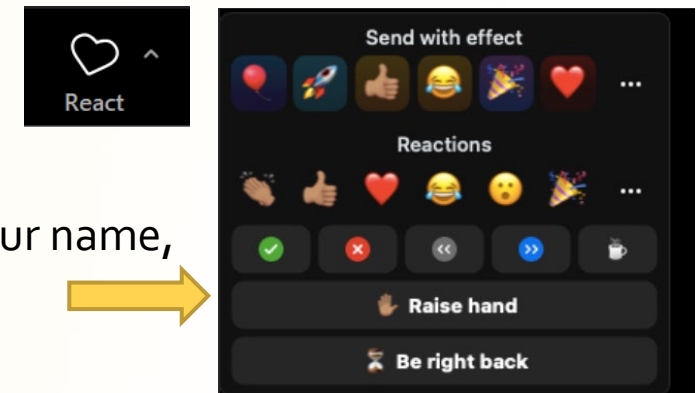 React
Send with effect
Reactions
ur name,
Raise hand
Be right back